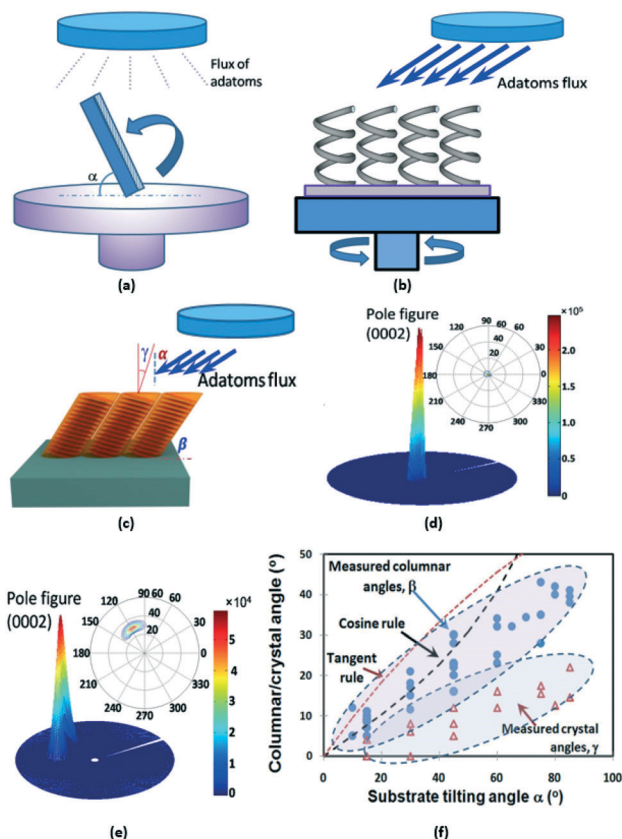 Flux of
adatoms
α
(a)
Adatoms flux
(b)
γ
α
Adatoms flux
β
(c)
Pole figure
(0002)
90
120
60
150
30
40
20
180
0
210
330
240
300
270
×10⁵
2.0
1.5
1.0
0.5
0
(d)
Pole figure
(0002)
90
120
60
150
40
30
20
180
0
210
330
240
300
270
×10⁴
5
4
3
2
1
0
(e)
Columnar/crystal angle (°)
50
40
30
20
10
0
Measured columnar
angles, β
Cosine rule
Tangent
rule
Measured crystal
angles, γ
0 20 40 60 80 100
Substrate tilting angle α (°)
(f)